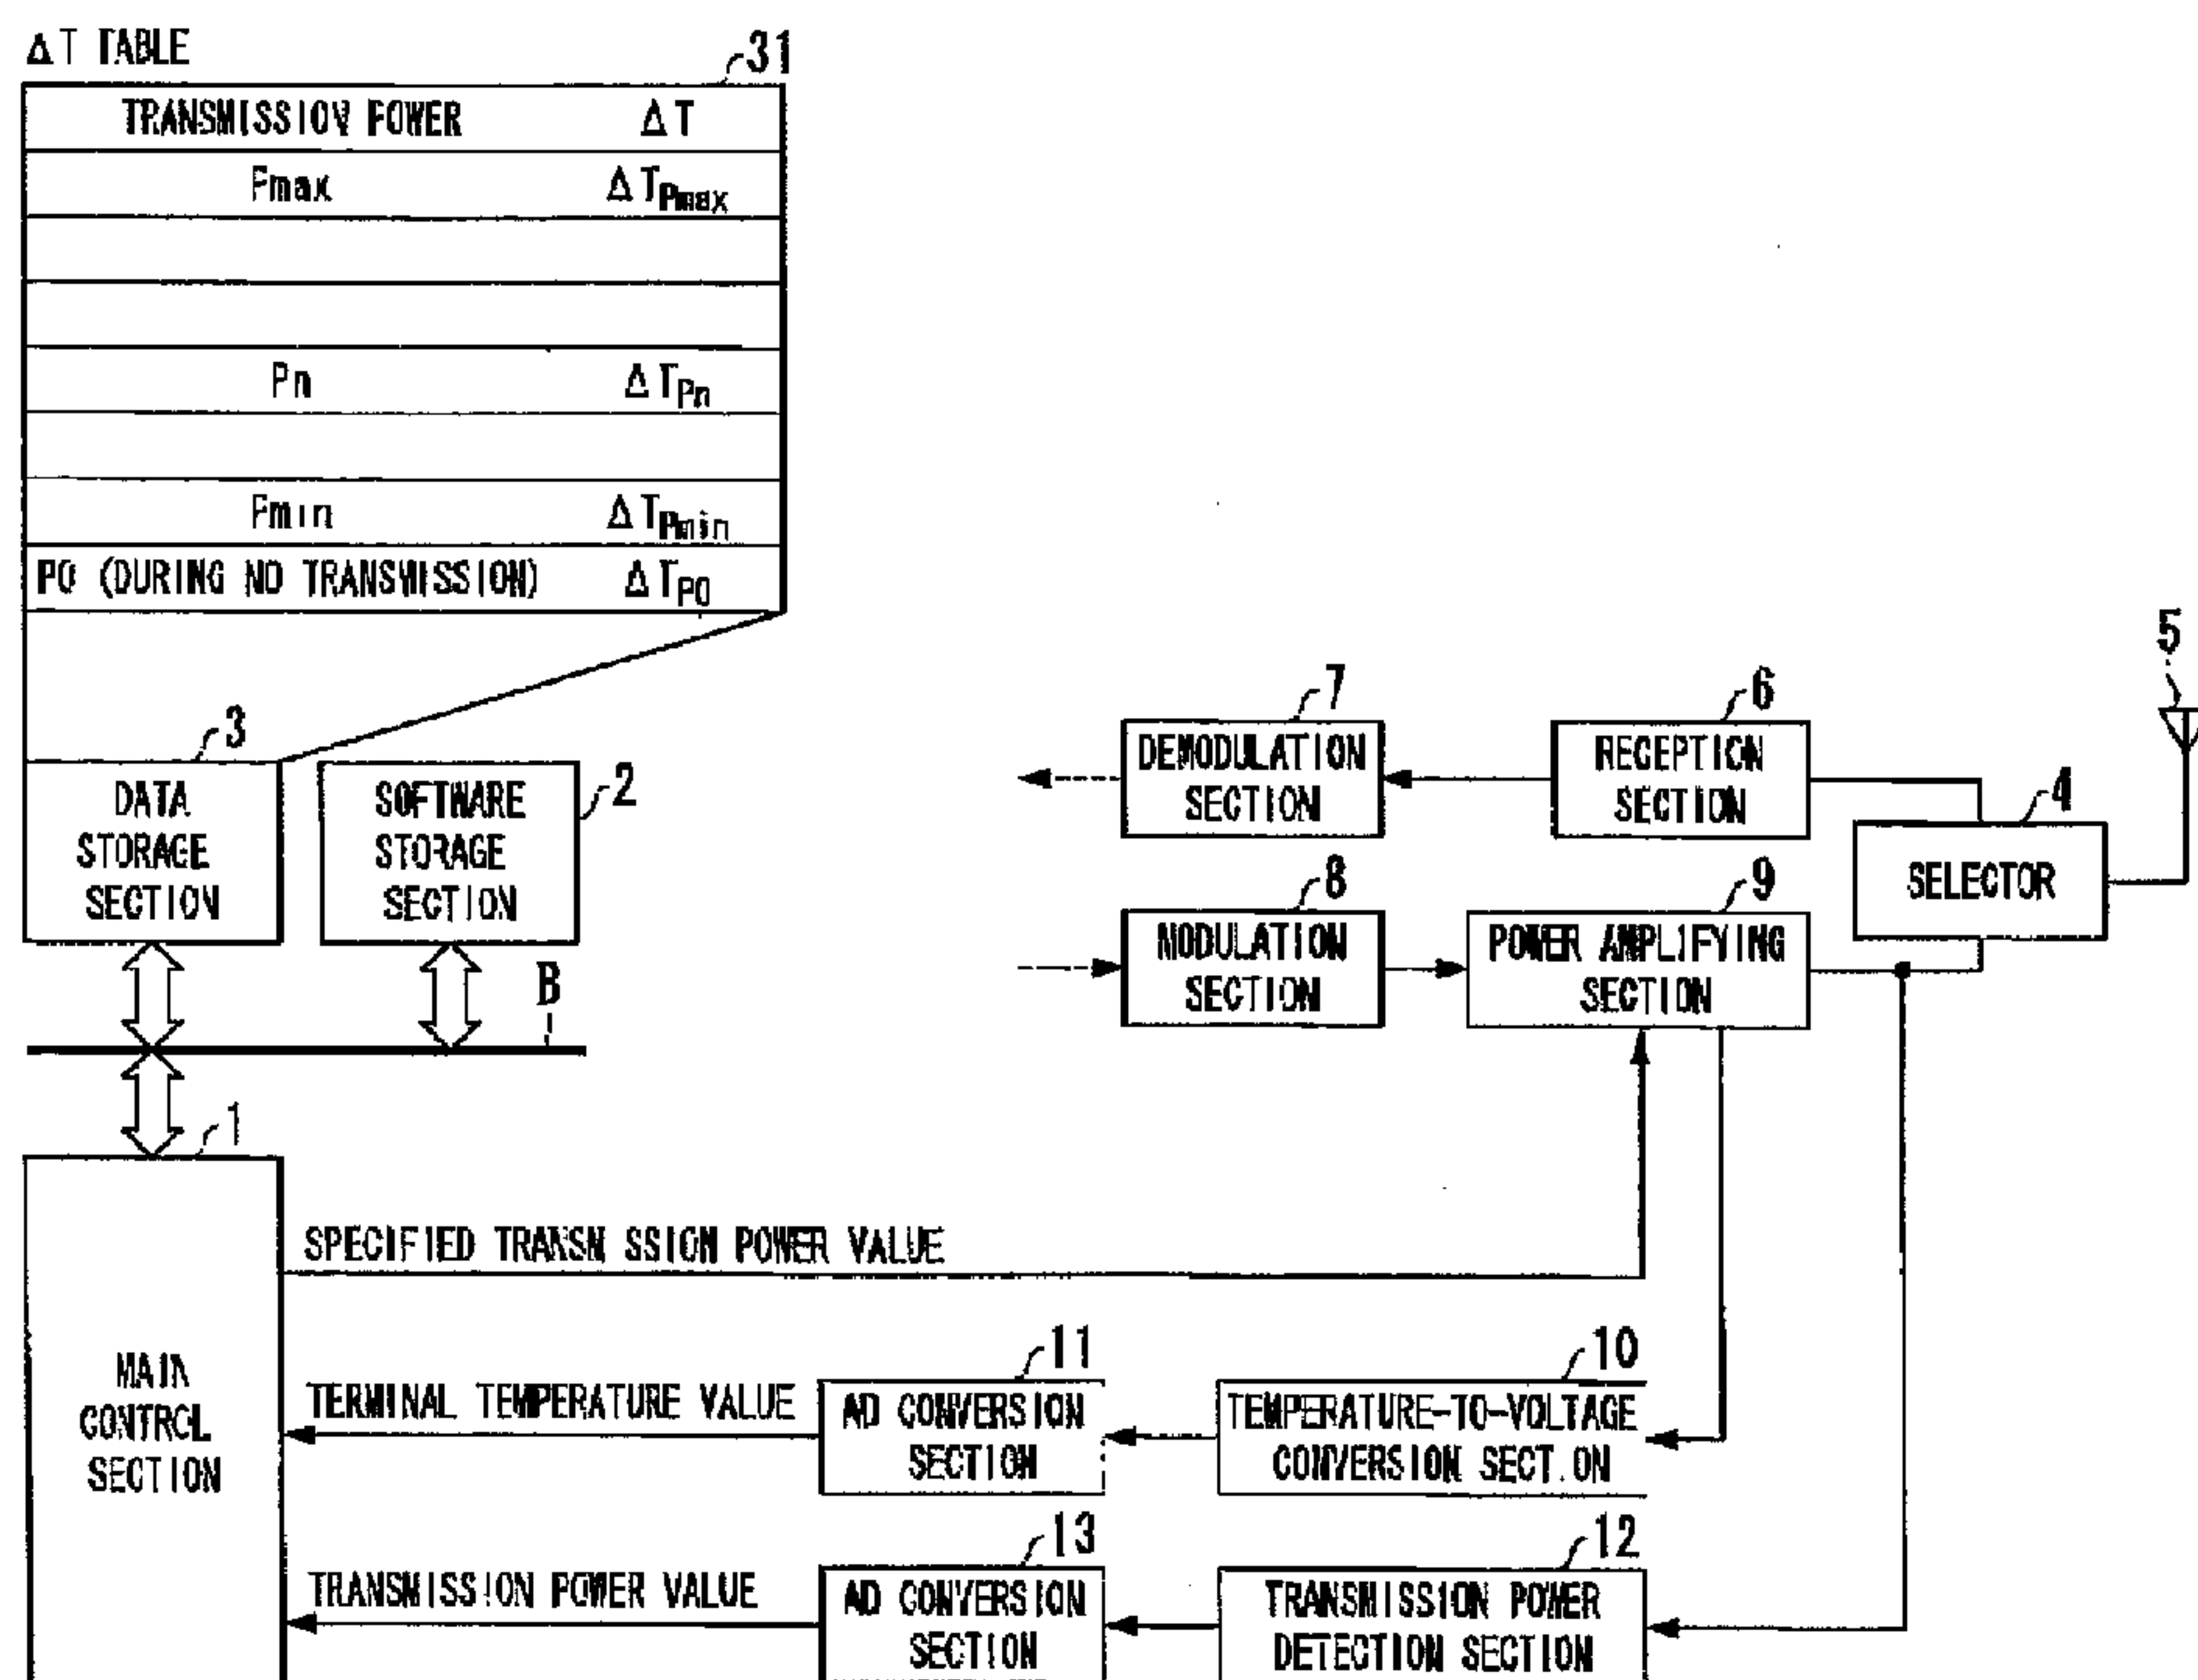 ΔT TABLE
31
TRANSMISSION POWER ΔT
Pmax ΔTPmax
Pn ΔTPn
Pmin ΔTPmin
P0 (DURING NO TRANSMISSION) ΔTP0
5
7
6
3
DEMODULATION
SECTION
RECEPTION
SECTION
2
4
DATA
STORAGE
SECTION
SOFTWARE
STORAGE
SECTION
SELECTOR
8
9
MODULATION
SECTION
POWER AMPLIFYING
SECTION
B
1
SPECIFIED TRANSMISSION POWER VALUE
MAIN
CONTROL
SECTION
11
10
TERMINAL TEMPERATURE VALUE
AD CONVERSION
SECTION
TEMPERATURE-TO-VOLTAGE
CONVERSION SECTION
13
12
TRANSMISSION POWER VALUE
AD CONVERSION
SECTION
TRANSMISSION POWER
DETECTION SECTION